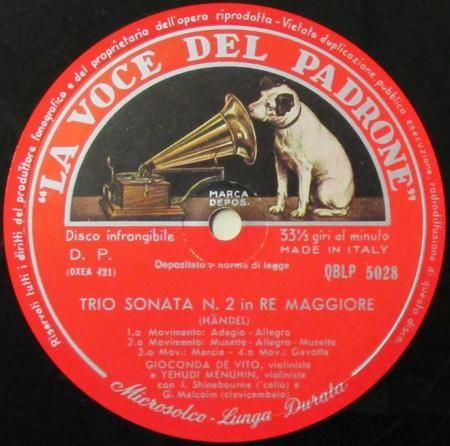 Riservati tutti i diritti del produttore fonografico e del proprietario dell'opera riprodotta - Vietata duplicazione, pubblico esecuzione, radiodiffusione di questo disco.
"LA VOCE DEL PADRONE"
MARCA
DEPOS.
Disco infrangibile
33⅓ giri al minuto
D. P.
MADE IN ITALY
(OXEA 421)
Depositato a norma di legge
QBLP 5028
TRIO SONATA N. 2 in RE MAGGIORE
(HÄNDEL)
1.o Movimento: Adagio - Allegro
2.o Movimento: Musette - Allegro - Musette
3.o Mov.: Marcia - 4.o Mov.: Gavotta
GIOCONDA DE VITO, violiniste
e YEHUDI MENUHIN, violiniste
con J. Shinebourne ('cello) e .
G. Malcolm (clavicembalo)
Microsolco - Lunga Durata